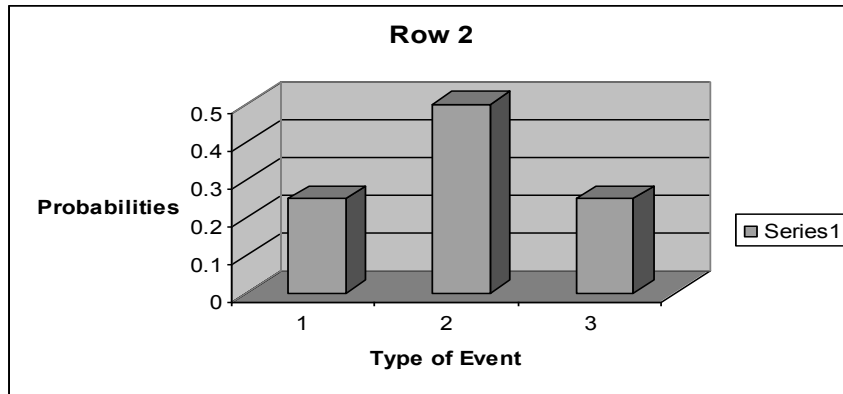 Row 2
0.5
0.4
0.3
0.2
0.1
0
Probabilities
1 2 3
Type of Event
Series1